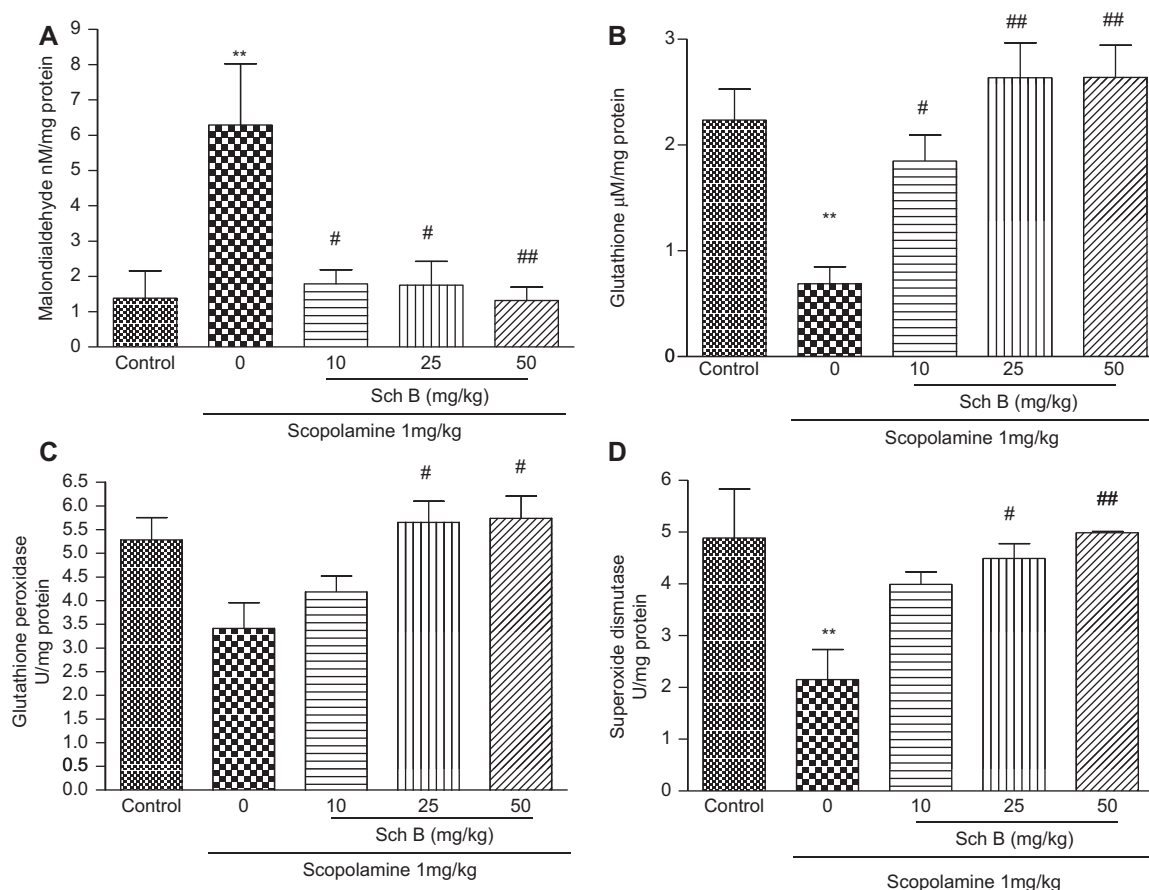 A
Malondialdehyde nM/mg protein
9
8
7
6
5
4
3
2
1
0
**
#
#
##
Control 0 10 25 50
Sch B (mg/kg)
Scopolamine 1mg/kg
B
Glutathione μM/mg protein
3
2
1
0
**
#
##
##
Control 0 10 25 50
Sch B (mg/kg)
Scopolamine 1mg/kg
C
Glutathione peroxidase
U/mg protein
6.5
6.0
5.5
5.0
4.5
4.0
3.5
3.0
2.5
2.0
1.5
1.0
0.5
0.0
#
#
Control 0 10 25 50
Sch B (mg/kg)
Scopolamine 1mg/kg
D
Superoxide dismutase
U/mg protein
6
5
4
3
2
1
0
**
#
##
Control 0 10 25 50
Sch B (mg/kg)
Scopolamine 1mg/kg